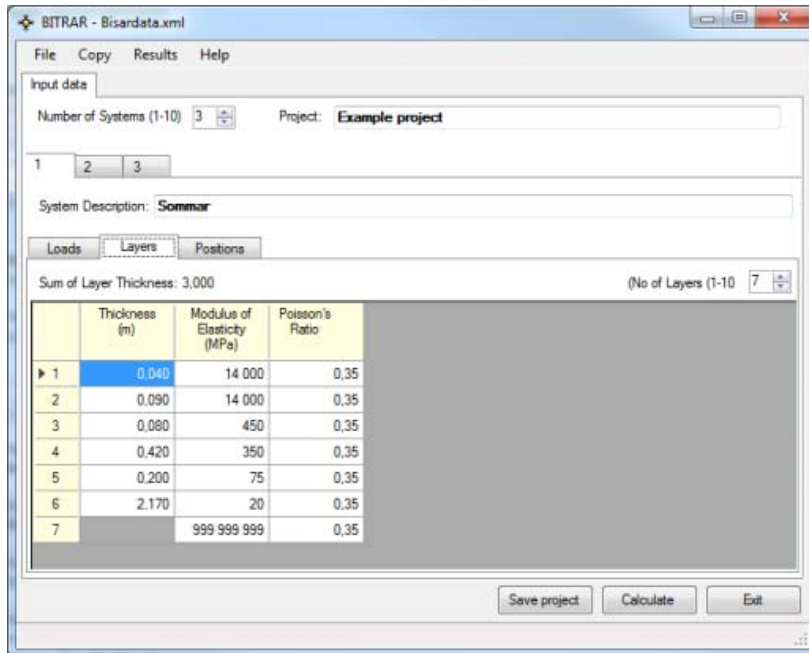 BITRAR - Bisardata.xml
File Copy Results Help
Input data
Number of Systems (1-10) 3 Project: Example project
1 2 3
System Description: Sommar
Loads Layers Positions
Sum of Layer Thickness: 3,000 (No of Layers (1-10 7
Thickness (m) Modulus of Elasticity (MPa) Poisson's Ratio
1 0,040 14 000 0,35
2 0,090 14 000 0,35
3 0,080 450 0,35
4 0,420 350 0,35
5 0,200 75 0,35
6 2.170 20 0,35
7 999 999 999 0,35
Save project Calculate Exit